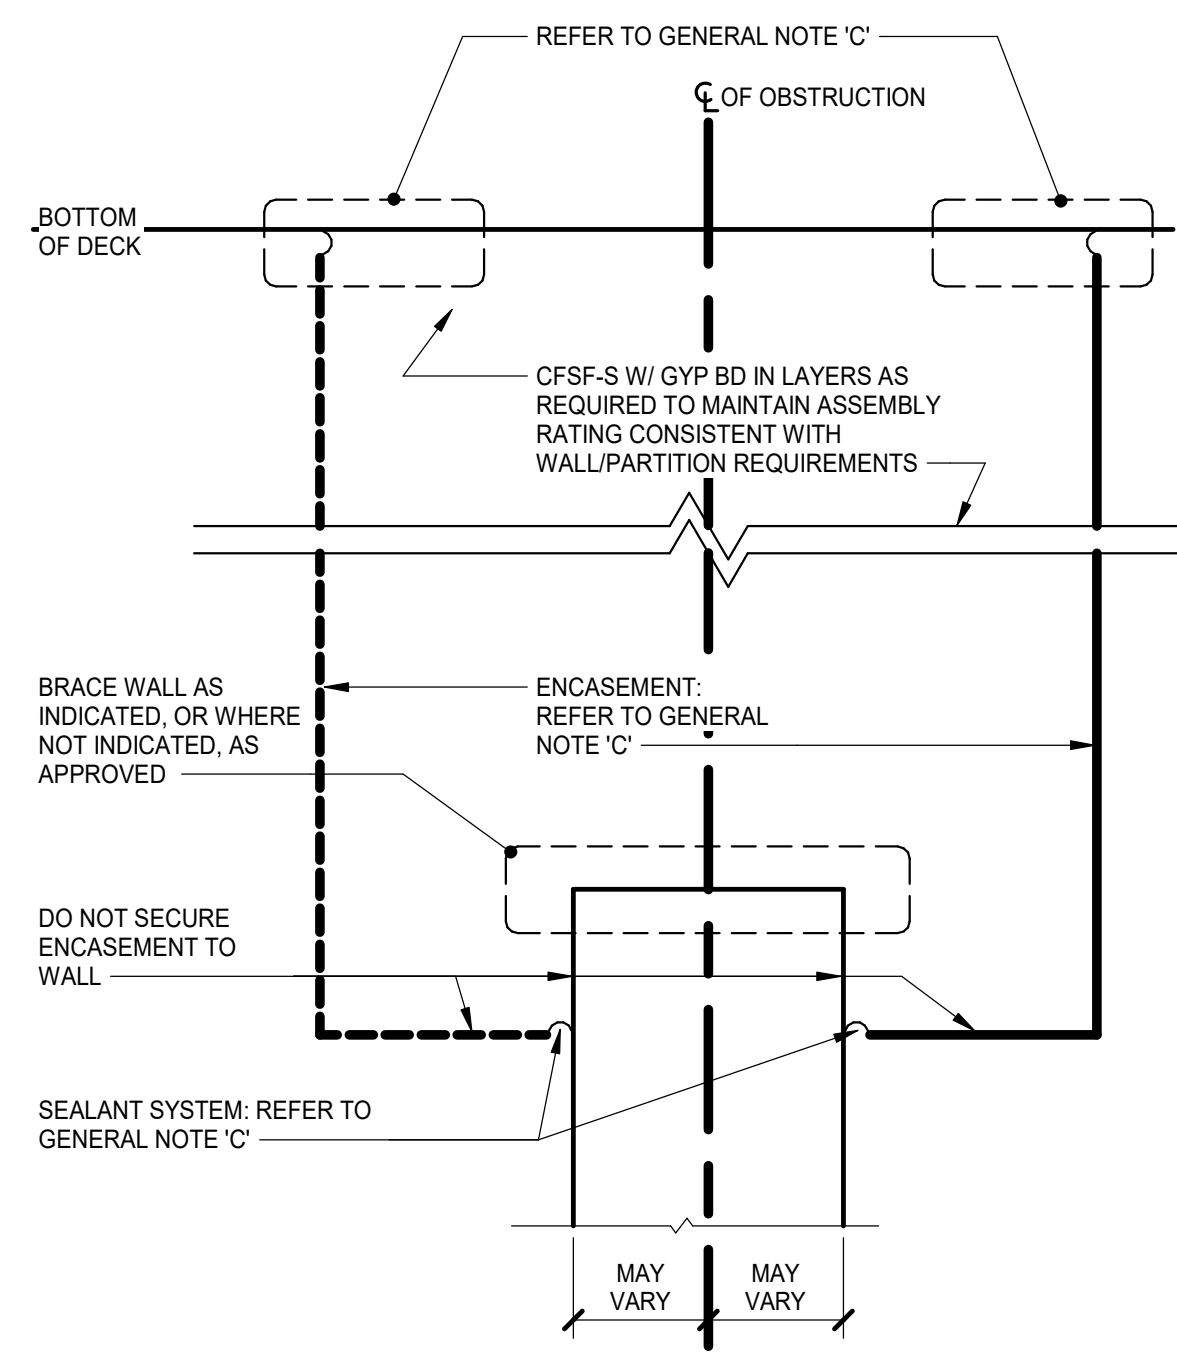 REFER TO GENERAL NOTE 'C'
℄ OF OBSTRUCTION
BOTTOM
OF DECK
CFSF-S W/ GYP BD IN LAYERS AS
REQUIRED TO MAINTAIN ASSEMBLY
RATING CONSISTENT WITH
WALL/PARTITION REQUIREMENTS
BRACE WALL AS
INDICATED, OR WHERE
NOT INDICATED, AS
APPROVED
ENCASEMENT:
REFER TO GENERAL
NOTE 'C'
DO NOT SECURE
ENCASEMENT TO
WALL
SEALANT SYSTEM: REFER TO
GENERAL NOTE 'C'
MAY
VARY
MAY
VARY